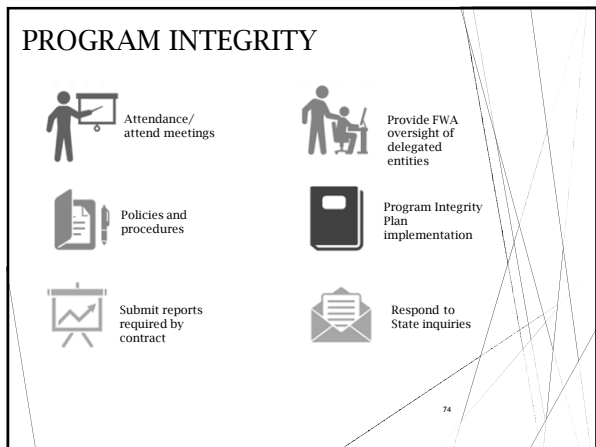 PROGRAM INTEGRITY
Attendance/
attend meetings
Provide FWA
oversight of
delegated
entities
Policies and
procedures
Program Integrity
Plan
implementation
Submit reports
required by
contract
Respond to
State inquiries
74